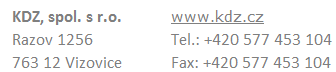 KDZ, spol. s r.o. www.kdz.cz
Razov 1256 Tel.: +420 577 453 104
763 12 Vizovice Fax: +420 577 453 104